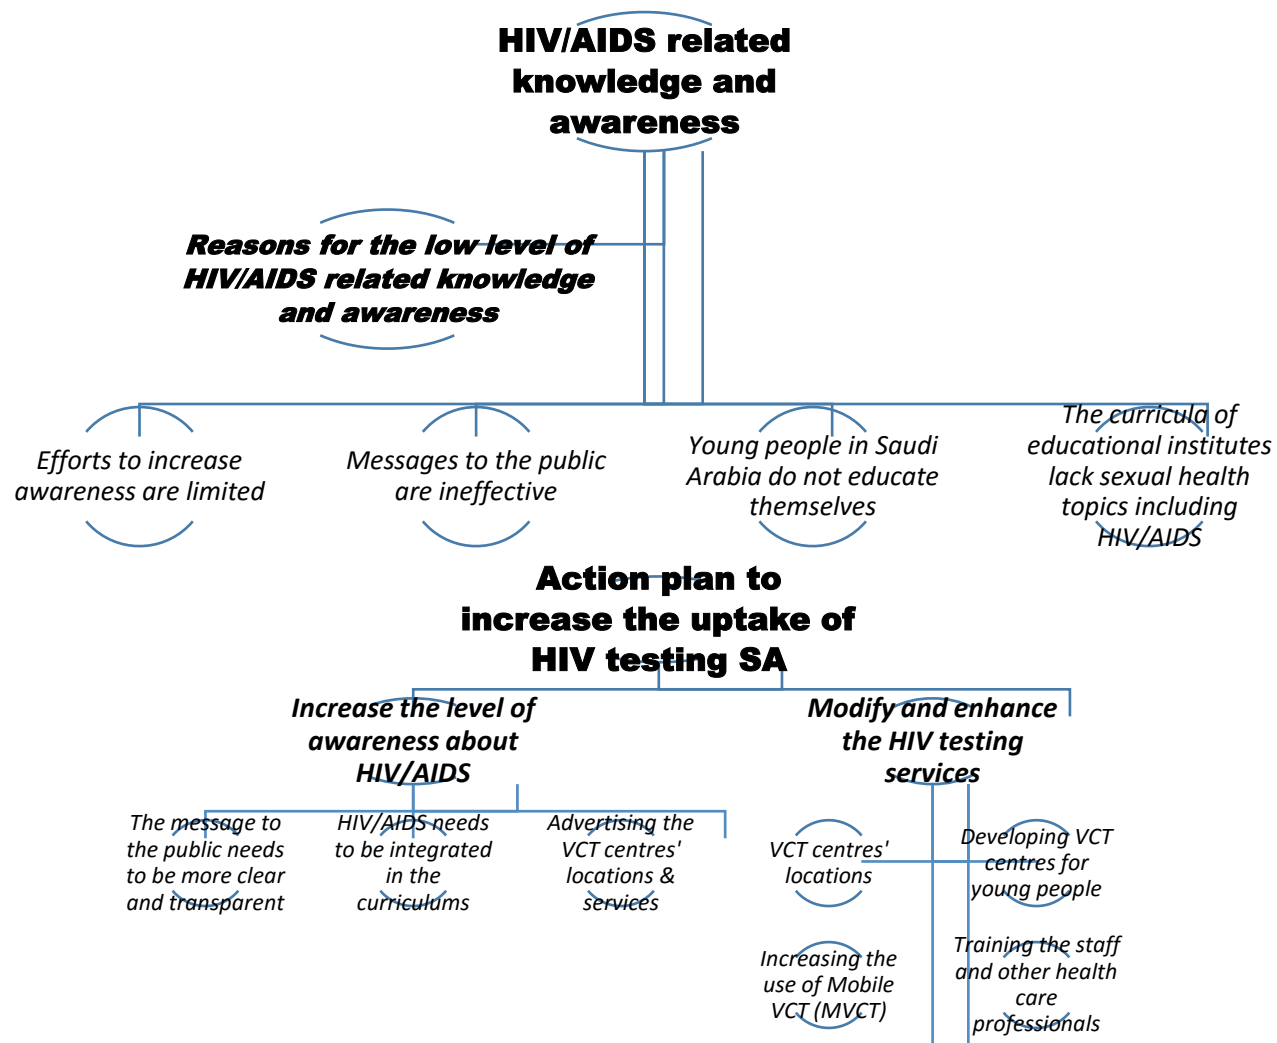 HIV/AIDS related
knowledge and
awareness
Reasons for the low level of
HIV/AIDS related knowledge
and awareness
Efforts to increase
awareness are limited
Messages to the public
are ineffective
Young people in Saudi
Arabia do not educate
themselves
The curricula of
educational institutes
lack sexual health
topics including
HIV/AIDS
Action plan to
increase the uptake of
HIV testing SA
Increase the level of
awareness about
HIV/AIDS
Modify and enhance
the HIV testing
services
The message to
the public needs
to be more clear
and transparent
HIV/AIDS needs
to be integrated
in the
curriculums
Advertising the
VCT centres'
locations &
services
VCT centres'
locations
Developing VCT
centres for
young people
Increasing the
use of Mobile
VCT (MVCT)
Training the staff
and other health
care
professionals